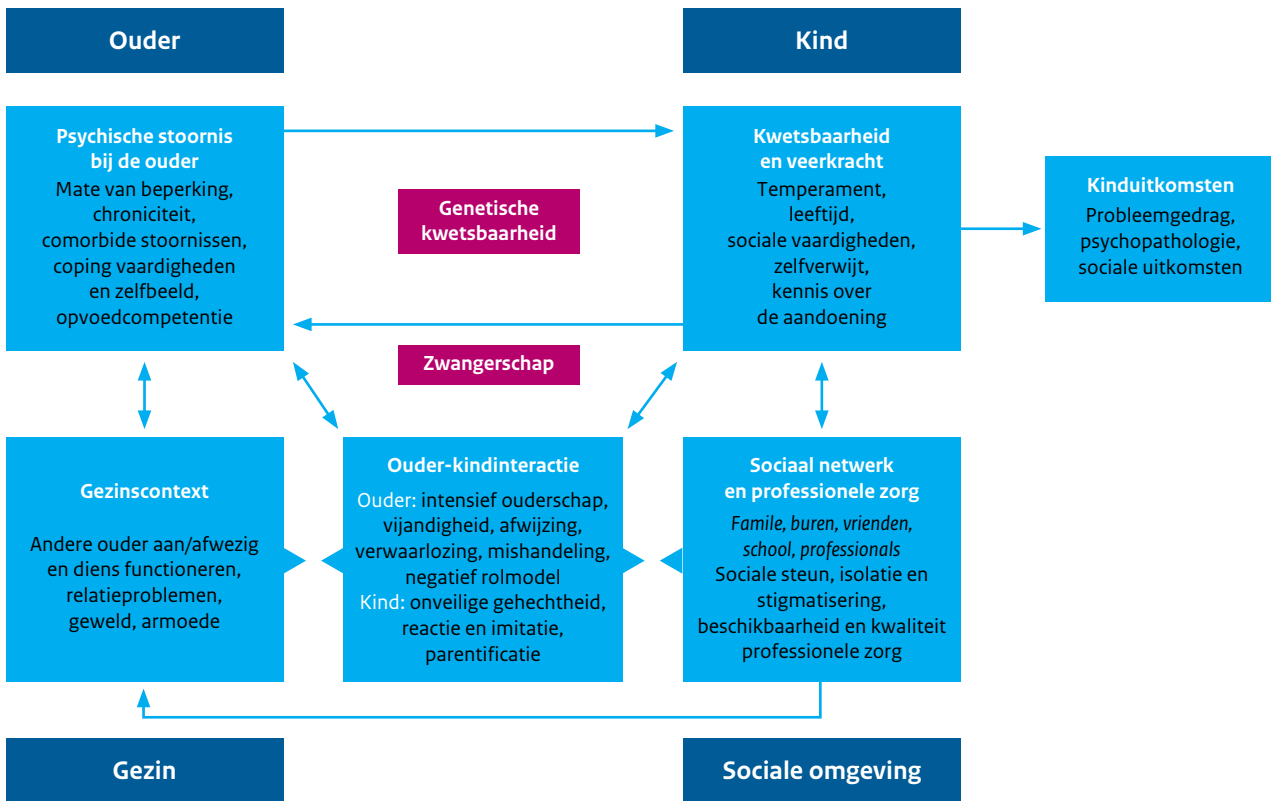 Ouder
Kind
Psychische stoornis
bij de ouder
Mate van beperking,
chroniciteit,
comorbide stoornissen,
coping vaardigheden
en zelfbeeld,
opvoedcompetentie
Genetische
kwetsbaarheid
Zwangerschap
Kwetsbaarheid
en veerkracht
Temperament,
leeftijd,
sociale vaardigheden,
zelfverwijt,
kennis over
de aandoening
Kinduitkomsten
Probleemgedrag,
psychopathologie,
sociale uitkomsten
Gezinscontext
Andere ouder aan/afwezig
en diens functioneren,
relatieproblemen,
geweld, armoede
Ouder-kindinteractie
Ouder: intensief ouderschap,
vijandigheid, afwijzing,
verwaarlozing, mishandeling,
negatief rolmodel
Kind: onveilige gehechtheid,
reactie en imitatie,
parentificatie
Sociaal netwerk
en professionele zorg
Famile, buren, vrienden,
school, professionals
Sociale steun, isolatie en
stigmatisering,
beschikbaarheid en kwaliteit
professionele zorg
Gezin
Sociale omgeving